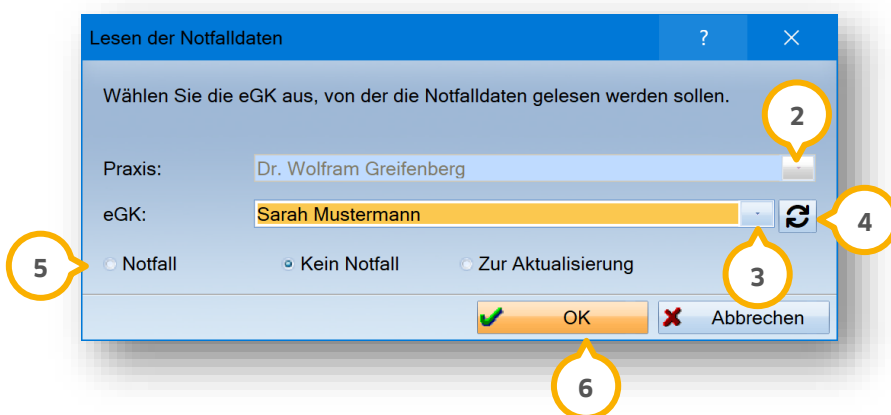 Lesen der Notfalldaten ?
Wählen Sie die eGK aus, von der die Notfalldaten gelesen werden sollen.
2
Praxis: Dr. Wolfram Greifenberg
eGK: Sarah Mustermann
4
5 Notfall Kein Notfall Zur Aktualisierung
3
OK Abbrechen
6